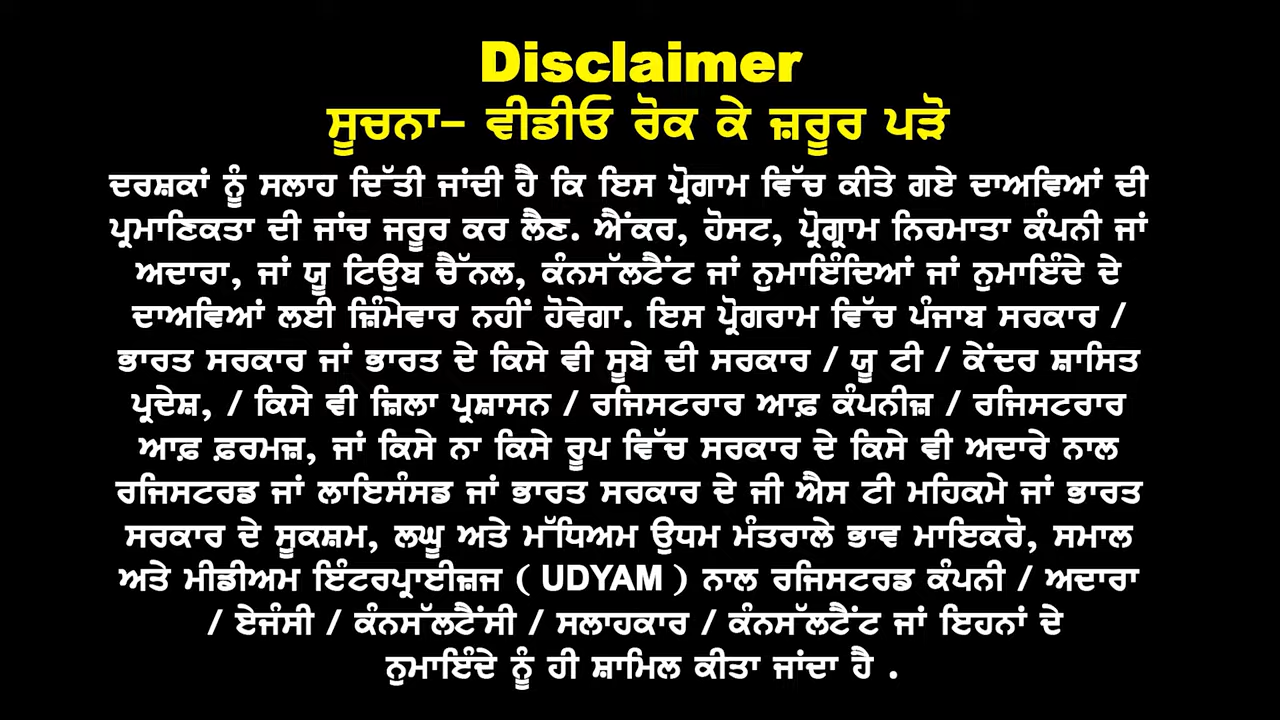 Disclaimer
ਸੂਚਨਾ- ਵੀਡੀਓ ਰੋਕ ਕੇ ਜ਼ਰੂਰ ਪੜੋ
ਦਰਸ਼ਕਾਂ ਨੂੰ ਸਲਾਹ ਦਿੱਤੀ ਜਾਂਦੀ ਹੈ ਕਿ ਇਸ ਪ੍ਰੋਗਾਮ ਵਿੱਚ ਕੀਤੇ ਗਏ ਦਾਅਵਿਆਂ ਦੀ
ਪ੍ਰਮਾਣਿਕਤਾ ਦੀ ਜਾਂਚ ਜਰੂਰ ਕਰ ਲੈਣ. ਐਂਕਰ, ਹੋਸਟ, ਪ੍ਰੋਗ੍ਰਾਮ ਨਿਰਮਾਤਾ ਕੰਪਨੀ ਜਾਂ
ਅਦਾਰਾ, ਜਾਂ ਯੂ ਟਿਊਬ ਚੈੱਨਲ, ਕੰਨਸੱਲਟੈਂਟ ਜਾਂ ਨੁਮਾਇੰਦਿਆਂ ਜਾਂ ਨੁਮਾਇੰਦੇ ਦੇ
ਦਾਅਵਿਆਂ ਲਈ ਜ਼ਿੰਮੇਵਾਰ ਨਹੀਂ ਹੋਵੇਗਾ. ਇਸ ਪ੍ਰੋਗਰਾਮ ਵਿੱਚ ਪੰਜਾਬ ਸਰਕਾਰ /
ਭਾਰਤ ਸਰਕਾਰ ਜਾਂ ਭਾਰਤ ਦੇ ਕਿਸੇ ਵੀ ਸੂਬੇ ਦੀ ਸਰਕਾਰ / ਯੂ ਟੀ / ਕੇਂਦਰ ਸ਼ਾਸਿਤ
ਪ੍ਰਦੇਸ਼, / ਕਿਸੇ ਵੀ ਜ਼ਿਲਾ ਪ੍ਰਸ਼ਾਸਨ / ਰਜਿਸਟਰਾਰ ਆਫ਼ ਕੰਪਨੀਜ਼ / ਰਜਿਸਟਰਾਰ
ਆਫ਼ ਫ਼ਰਮਜ਼, ਜਾਂ ਕਿਸੇ ਨਾ ਕਿਸੇ ਰੂਪ ਵਿੱਚ ਸਰਕਾਰ ਦੇ ਕਿਸੇ ਵੀ ਅਦਾਰੇ ਨਾਲ
ਰਜਿਸਟਰਡ ਜਾਂ ਲਾਇਸੰਸਡ ਜਾਂ ਭਾਰਤ ਸਰਕਾਰ ਦੇ ਜੀ ਐਸ ਟੀ ਮਹਿਕਮੇ ਜਾਂ ਭਾਰਤ
ਸਰਕਾਰ ਦੇ ਸੂਕਸ਼ਮ, ਲਘੂ ਅਤੇ ਮੱਧਿਅਮ ਉਧਮ ਮੰਤਰਾਲੇ ਭਾਵ ਮਾਇਕਰੋ, ਸਮਾਲ
ਅਤੇ ਮੀਡੀਅਮ ਇੰਟਰਪ੍ਰਾਈਜ਼ਜ ( UDYAM ) ਨਾਲ ਰਜਿਸਟਰਡ ਕੰਪਨੀ / ਅਦਾਰਾ
/ ਏਜੰਸੀ / ਕੰਨਸੱਲਟੈਂਸੀ / ਸਲਾਹਕਾਰ / ਕੰਨਸੱਲਟੈਂਟ ਜਾਂ ਇਹਨਾਂ ਦੇ
ਨੁਮਾਇੰਦੇ ਨੂੰ ਹੀ ਸ਼ਾਮਿਲ ਕੀਤਾ ਜਾਂਦਾ ਹੈ .